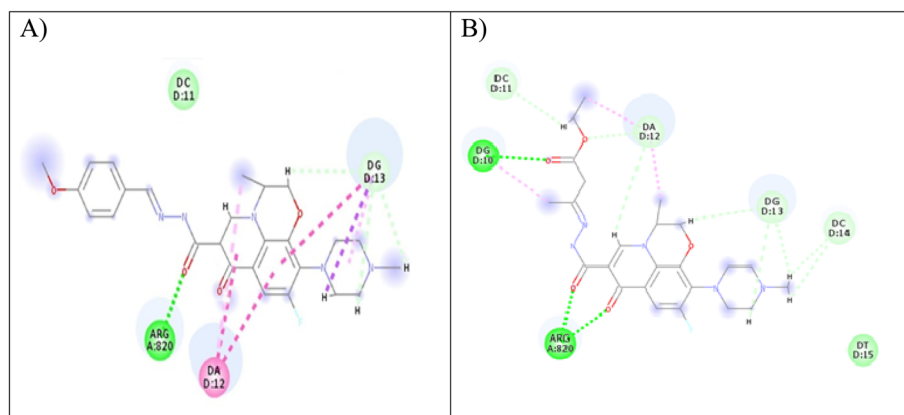 A)
DC
D:11
DG
D:13
H
O
H
N
N
N
O
N
N
H
O
O
H
F
H
ARG
A:820
DA
D:12
B)
DC
D:11
H
O
DA
D:12
DG
D:10
O
DG
D:13
N
H
H
DC
D:14
N
N
O
H
O
N
N
H
O
F
H
H
ARG
A:820
DT
D:15